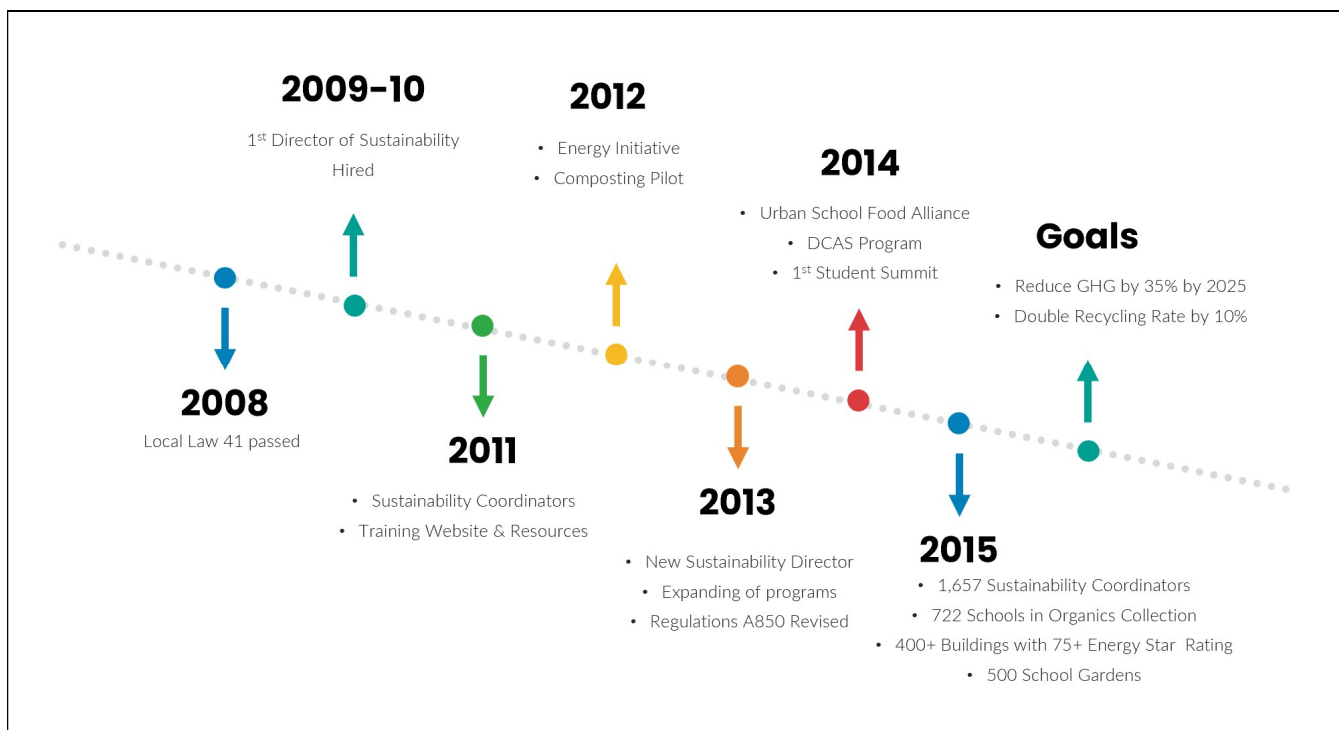 2008
Local Law 41 passed
2009-10
1st Director of Sustainability
Hired
2011
• Sustainability Coordinators
• Training Website & Resources
2012
• Energy Initiative
• Composting Pilot
2013
• New Sustainability Director
• Expanding of programs
• Regulations A850 Revised
2014
• Urban School Food Alliance
• DCAS Program
• 1st Student Summit
2015
• 1,657 Sustainability Coordinators
• 722 Schools in Organics Collection
• 400+ Buildings with 75+ Energy Star Rating
• 500 School Gardens
Goals
• Reduce GHG by 35% by 2025
• Double Recycling Rate by 10%